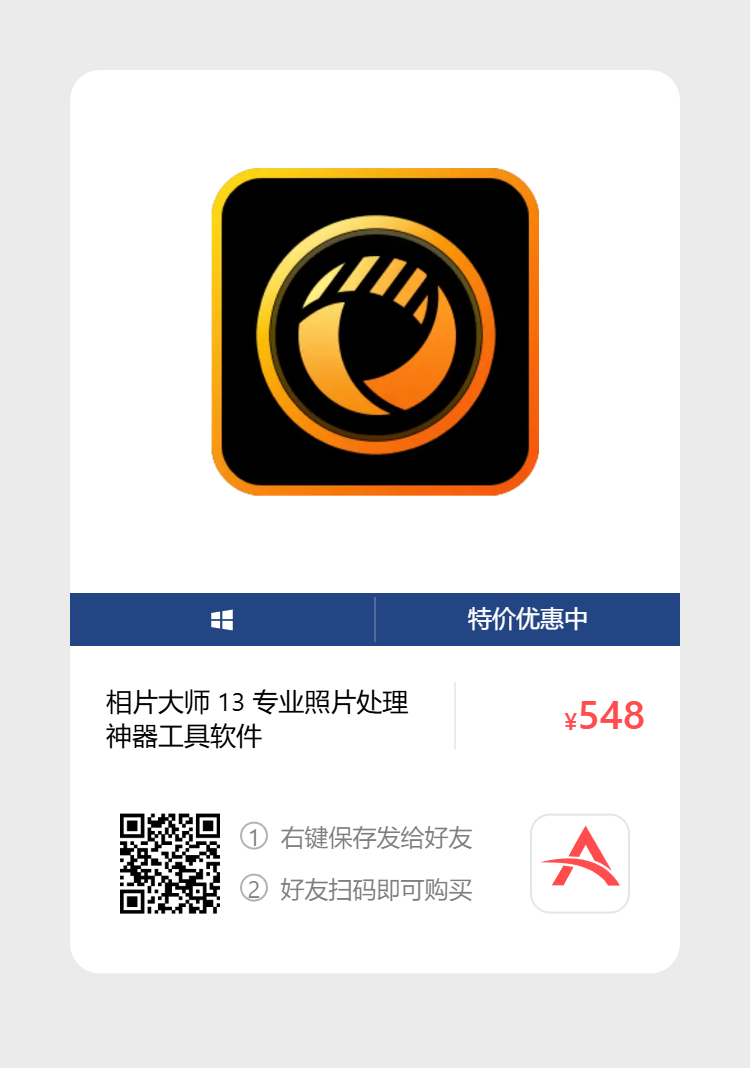 特价优惠中
相片大师 13 专业照片处理
神器工具软件
¥548
① 右键保存发给好友
② 好友扫码即可购买